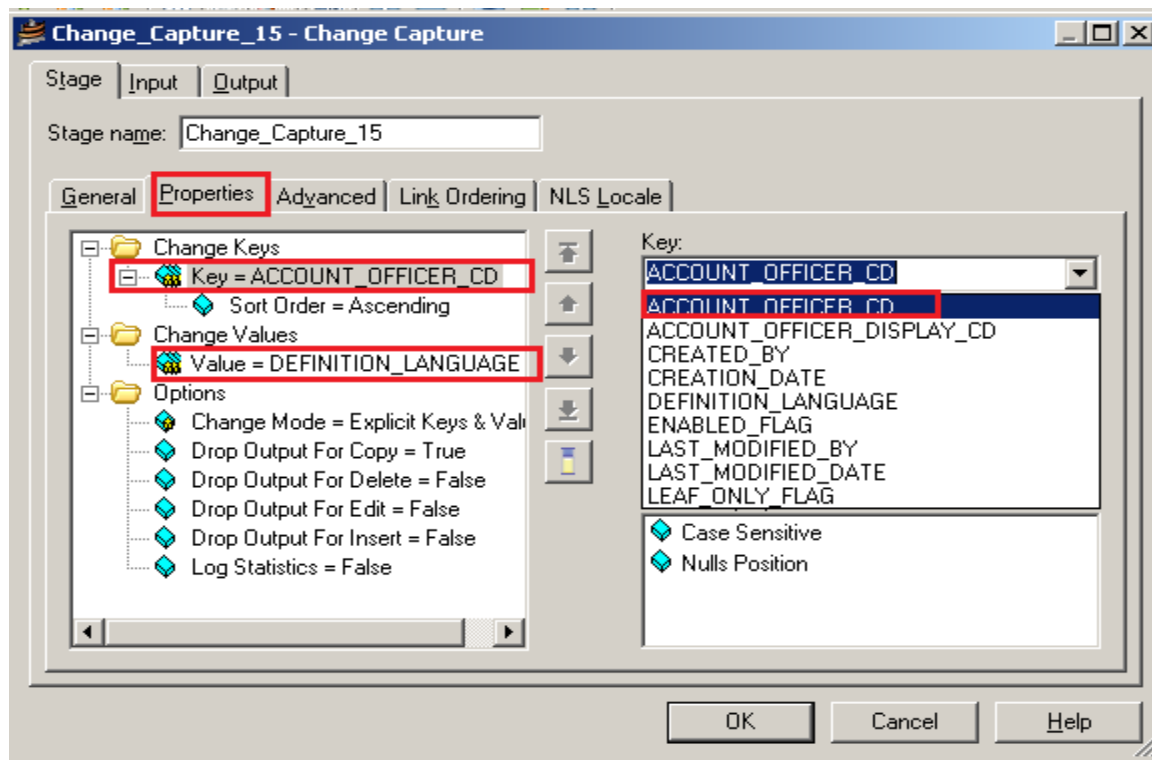 Change_Capture_15 - Change Capture
Stage Input Output
Stage name: Change_Capture_15
General Properties Advanced Link Ordering NLS Locale
Change Keys
Key = ACCOUNT_OFFICER_CD
Sort Order = Ascending
Change Values
Value = DEFINITION_LANGUAGE
Options
Change Mode = Explicit Keys & Valu
Drop Output For Copy = True
Drop Output For Delete = False
Drop Output For Edit = False
Drop Output For Insert = False
Log Statistics = False
Key:
ACCOUNT_OFFICER_CD
ACCOUNT_OFFICER_CD
ACCOUNT_OFFICER_DISPLAY_CD
CREATED_BY
CREATION_DATE
DEFINITION_LANGUAGE
ENABLED_FLAG
LAST_MODIFIED_BY
LAST_MODIFIED_DATE
LEAF_ONLY_FLAG
Case Sensitive
Nulls Position
OK Cancel Help